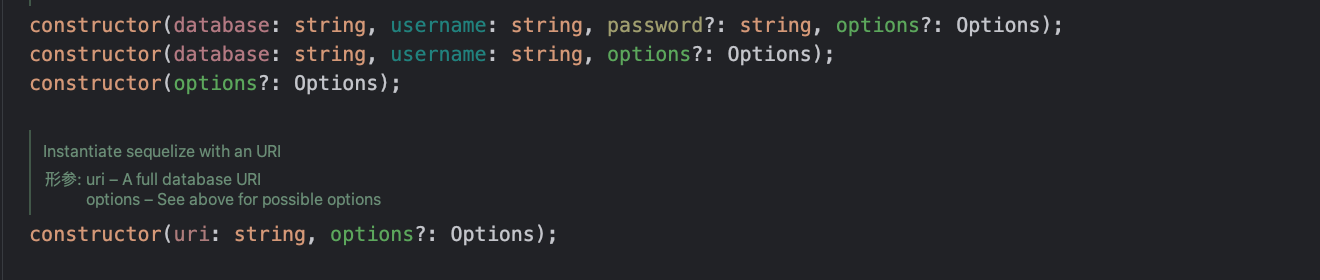 constructor(database: string, username: string, password?: string, options?: Options);
constructor(database: string, username: string, options?: Options);
constructor(options?: Options);
Instantiate sequelize with an URI
形参: uri – A full database URI
options – See above for possible options
constructor(uri: string, options?: Options);